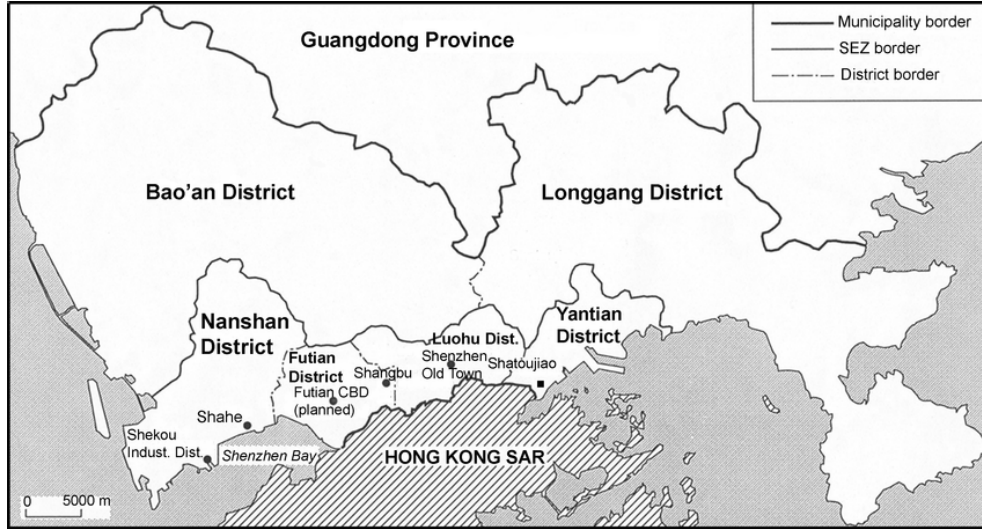 Guangdong Province
Municipality border
SEZ border
District border
Bao'an District
Longgang District
Nanshan
District
Yantian
District
Luohu Dist.
Shenzhen
Old Town
Shatoujiao
Futian
District
Shangbu
Futian CBD
(planned)
Shahe
Shekou
Indust. Dist.
Shenzhen Bay
HONG KONG SAR
0 5000 m